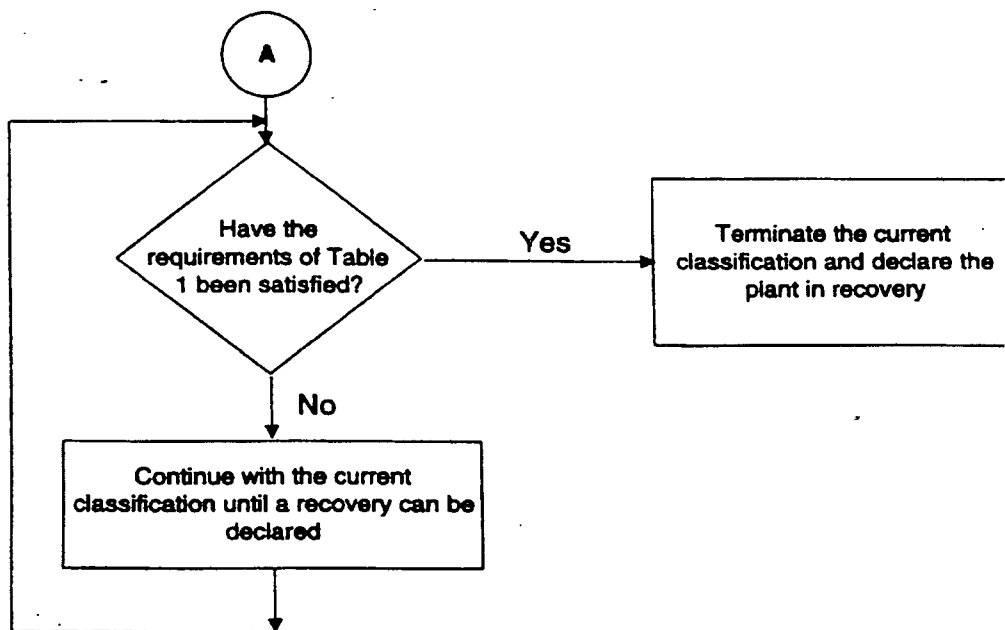 A
Have the
requirements of Table
1 been satisfied?
Yes
Terminate the current
classification and declare the
plant in recovery
No
Continue with the current
classification until a recovery can be
declared